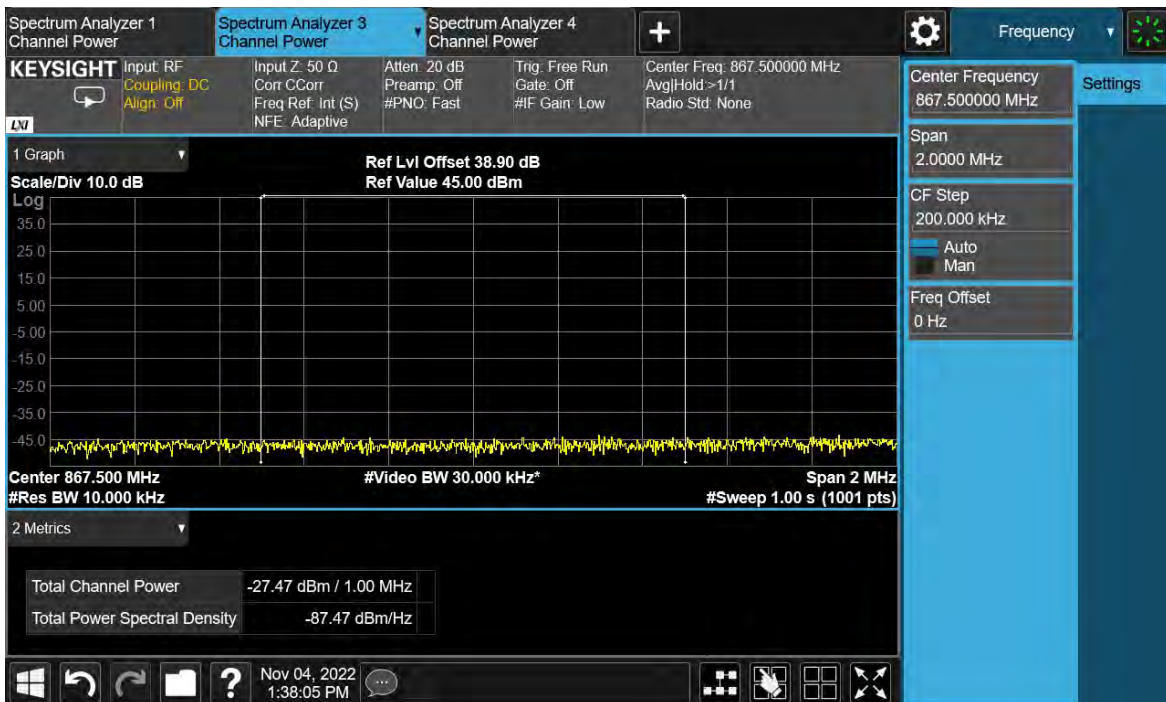 Spectrum Analyzer 1
Channel Power
Spectrum Analyzer 3
Channel Power
Spectrum Analyzer 4
Channel Power
Frequency
KEYSIGHT
LXI
Input: RF
Coupling: DC
Align: Off
Input Z: 50 Ω
Corr CCorr
Freq Ref: Int (S)
NFE: Adaptive
Atten: 20 dB
Preamp: Off
#PNO: Fast
Trig: Free Run
Gate: Off
#IF Gain: Low
Center Freq: 867.500000 MHz
Avg|Hold:>1/1
Radio Std: None
Center Frequency
867.500000 MHz
Settings
Span
2.0000 MHz
CF Step
200.000 kHz
Auto
Man
Freq Offset
0 Hz
1 Graph
Scale/Div 10.0 dB
Ref Lvl Offset 38.90 dB
Ref Value 45.00 dBm
Log
35.0
25.0
15.0
5.00
-5.00
-15.0
-25.0
-35.0
-45.0
Center 867.500 MHz
#Video BW 30.000 kHz*
Span 2 MHz
#Res BW 10.000 kHz
#Sweep 1.00 s (1001 pts)
2 Metrics
Total Channel Power -27.47 dBm / 1.00 MHz
Total Power Spectral Density -87.47 dBm/Hz
?
Nov 04, 2022
1:38:05 PM